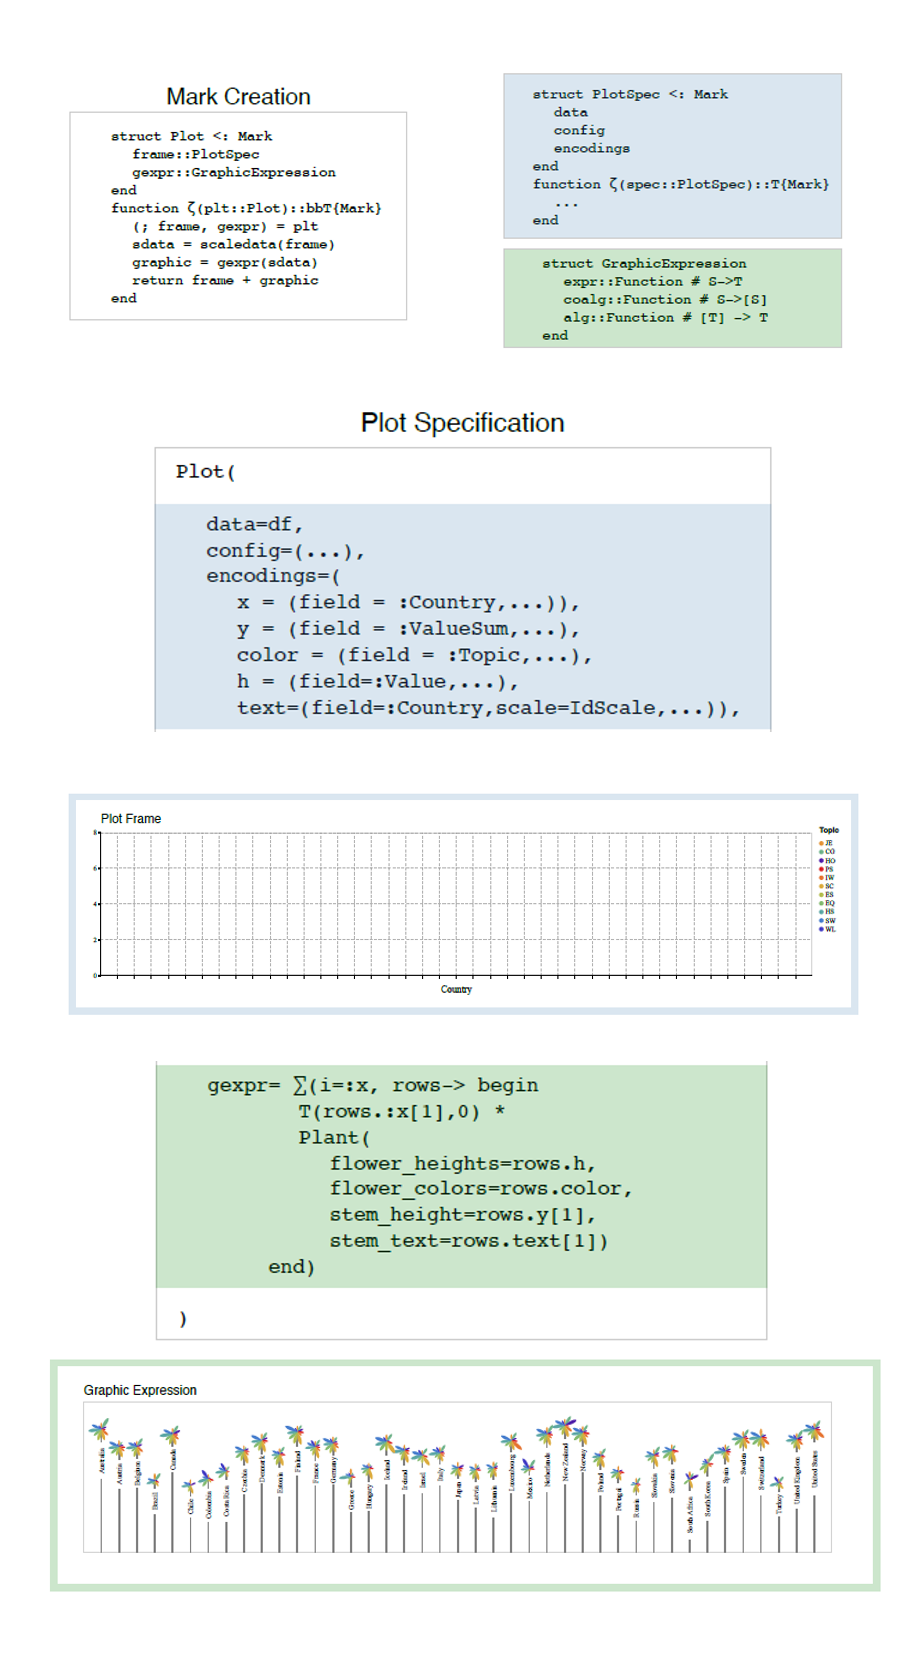 Mark Creation
struct Plot <: Mark
frame::PlotSpec
gexpr::GraphicExpression
end
function ζ(plt::Plot)::bbT{Mark}
(; frame, gexpr) = plt
sdata = scaledata(frame)
graphic = gexpr(sdata)
return frame + graphic
end
struct PlotSpec <: Mark
data
config
encodings
end
function ζ(spec::PlotSpec)::T{Mark}
...
end
struct GraphicExpression
expr::Function # S->T
coalg::Function # S->[S]
alg::Function # [T] -> T
end
Plot Specification
Plot(
data=df,
config=(...),
encodings=(
x = (field = :Country,...)),
y = (field = :ValueSum,...),
color = (field = :Topic,...),
h = (field=:Value,...),
text=(field=:Country,scale=IdScale,...)),
Plot Frame
8
6
4
2
0
Country
Topic
JE
CG
HO
PS
IW
SC
ES
EQ
HS
SW
WL
gexpr= ∑(i=:x, rows-> begin
T(rows.:x[1],0) *
Plant(
flower_heights=rows.h,
flower_colors=rows.color,
stem_height=rows.y[1],
stem_text=rows.text[1])
end)
)
Graphic Expression
Australia
Austria
Belgium
Brazil
Canada
Chile
Colombia
Costa Rica
Czechia
Denmark
Estonia
Finland
France
Germany
Greece
Hungary
Iceland
Ireland
Israel
Italy
Japan
Latvia
Lithuania
Luxembourg
Mexico
Netherlands
New Zealand
Norway
Poland
Portugal
Russia
Slovakia
Slovenia
South Africa
South Korea
Spain
Sweden
Switzerland
Turkey
United Kingdom
United States